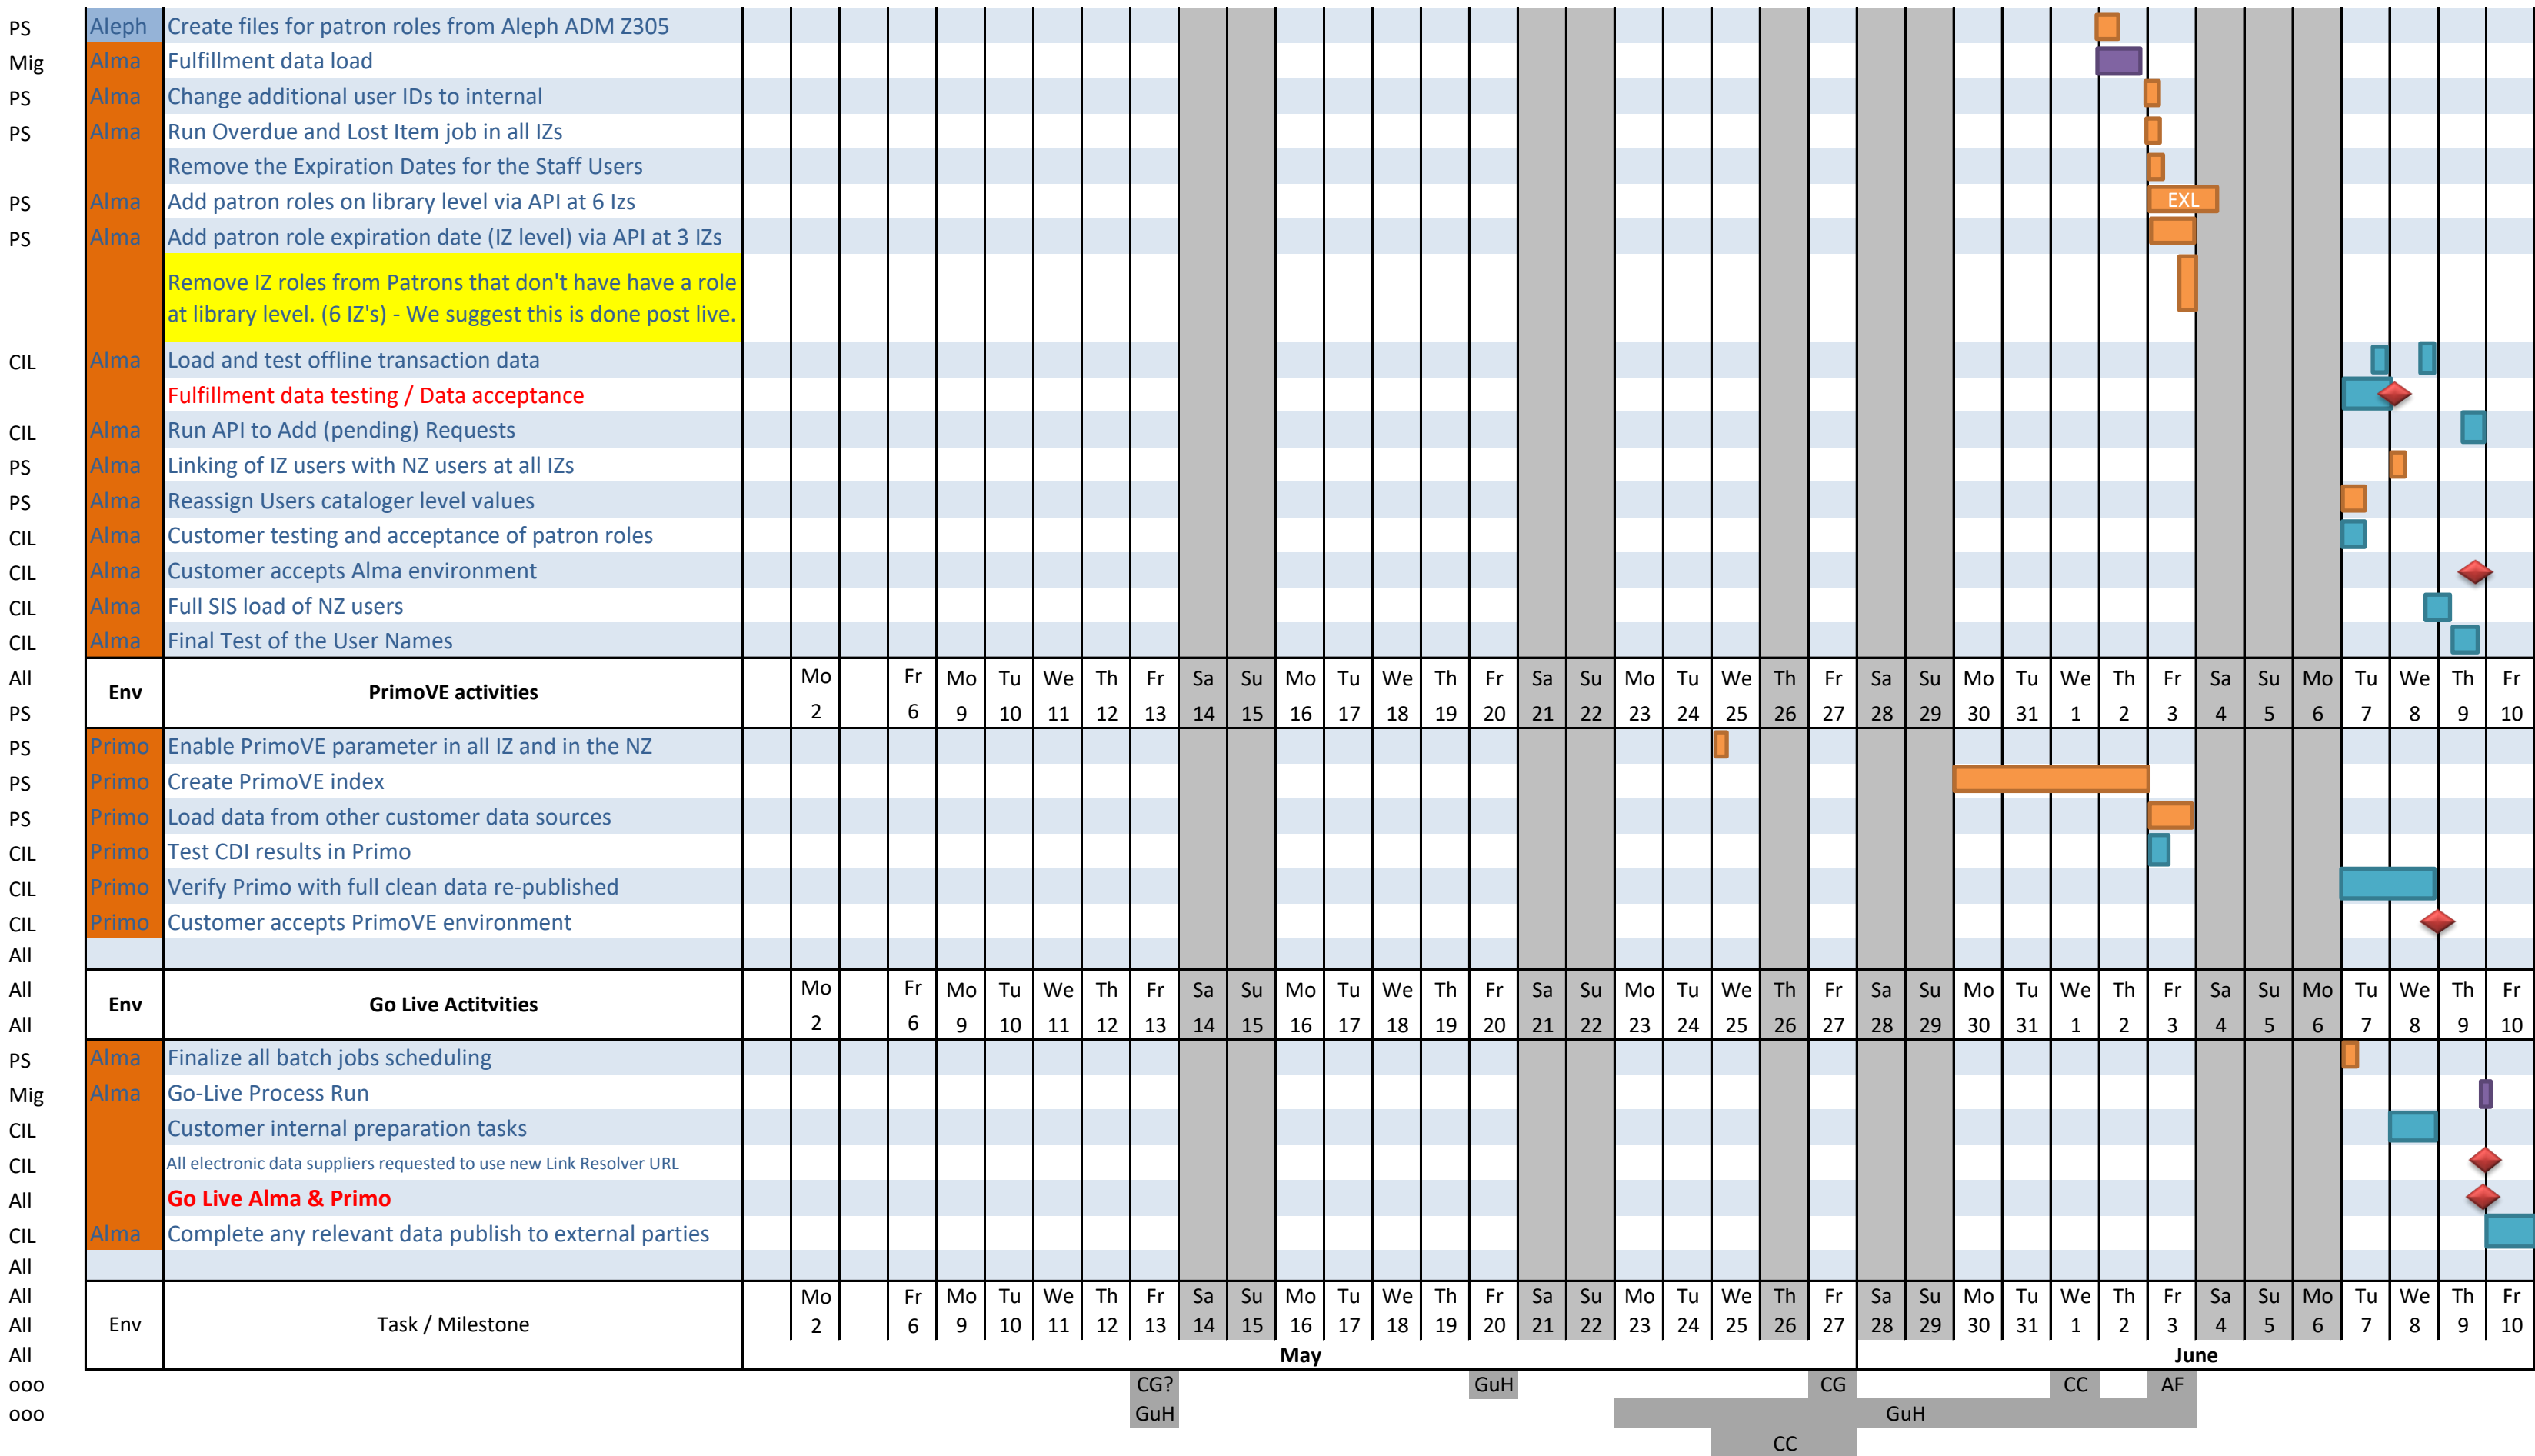 PS Aleph Create files for patron roles from Aleph ADM Z305
Mig Alma Fulfillment data load
PS Alma Change additional user IDs to internal
PS Alma Run Overdue and Lost Item job in all IZs
Remove the Expiration Dates for the Staff Users
PS Alma Add patron roles on library level via API at 6 Izs EXL
PS Alma Add patron role expiration date (IZ level) via API at 3 IZs
Remove IZ roles from Patrons that don't have have a role
at library level. (6 IZ's) - We suggest this is done post live.
CIL Alma Load and test offline transaction data
Fulfillment data testing / Data acceptance
CIL Alma Run API to Add (pending) Requests
PS Alma Linking of IZ users with NZ users at all IZs
PS Alma Reassign Users cataloger level values
CIL Alma Customer testing and acceptance of patron roles
CIL Alma Customer accepts Alma environment
CIL Alma Full SIS load of NZ users
CIL Alma Final Test of the User Names
All Mo Fr Mo Tu We Th Fr Sa Su Mo Tu We Th Fr Sa Su Mo Tu We Th Fr Sa Su Mo Tu We Th Fr Sa Su Mo Tu We Th Fr
Env PrimoVE activities
PS 2 6 9 10 11 12 13 14 15 16 17 18 19 20 21 22 23 24 25 26 27 28 29 30 31 1 2 3 4 5 6 7 8 9 10
PS Primo Enable PrimoVE parameter in all IZ and in the NZ
PS Primo Create PrimoVE index
PS Primo Load data from other customer data sources
CIL Primo Test CDI results in Primo
CIL Primo Verify Primo with full clean data re-published
CIL Primo Customer accepts PrimoVE environment
All
All Mo Fr Mo Tu We Th Fr Sa Su Mo Tu We Th Fr Sa Su Mo Tu We Th Fr Sa Su Mo Tu We Th Fr Sa Su Mo Tu We Th Fr
Env Go Live Actitvities
All 2 6 9 10 11 12 13 14 15 16 17 18 19 20 21 22 23 24 25 26 27 28 29 30 31 1 2 3 4 5 6 7 8 9 10
PS Alma Finalize all batch jobs scheduling
Mig Alma Go-Live Process Run
CIL Customer internal preparation tasks
CIL All electronic data suppliers requested to use new Link Resolver URL
All Go Live Alma & Primo
CIL Alma Complete any relevant data publish to external parties
All
All Mo Fr Mo Tu We Th Fr Sa Su Mo Tu We Th Fr Sa Su Mo Tu We Th Fr Sa Su Mo Tu We Th Fr Sa Su Mo Tu We Th Fr
All Env Task / Milestone 2 6 9 10 11 12 13 14 15 16 17 18 19 20 21 22 23 24 25 26 27 28 29 30 31 1 2 3 4 5 6 7 8 9 10
All May June
ooo CG? GuH CG CC AF
ooo GuH GuH
CC